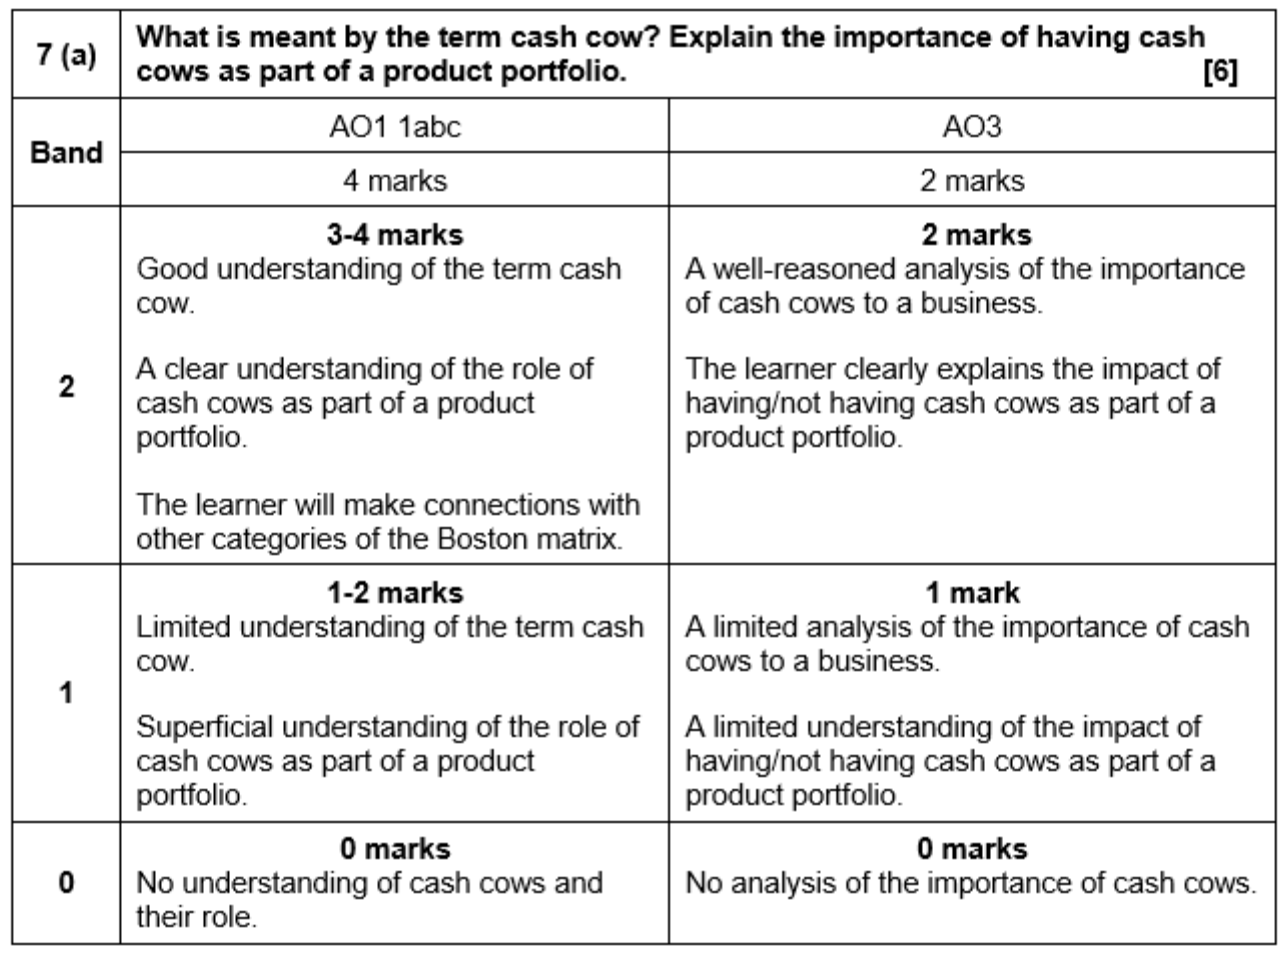 7 (a)
What is meant by the term cash cow? Explain the importance of having cash
cows as part of a product portfolio. [6]
Band
AO1 1abc
AO3
4 marks
2 marks
2
3-4 marks
Good understanding of the term cash
cow.
A clear understanding of the role of
cash cows as part of a product
portfolio.
The learner will make connections with
other categories of the Boston matrix.
2 marks
A well-reasoned analysis of the importance
of cash cows to a business.
The learner clearly explains the impact of
having/not having cash cows as part of a
product portfolio.
1
1-2 marks
Limited understanding of the term cash
cow.
Superficial understanding of the role of
cash cows as part of a product
portfolio.
1 mark
A limited analysis of the importance of cash
cows to a business.
A limited understanding of the impact of
having/not having cash cows as part of a
product portfolio.
0
0 marks
No understanding of cash cows and
their role.
0 marks
No analysis of the importance of cash cows.